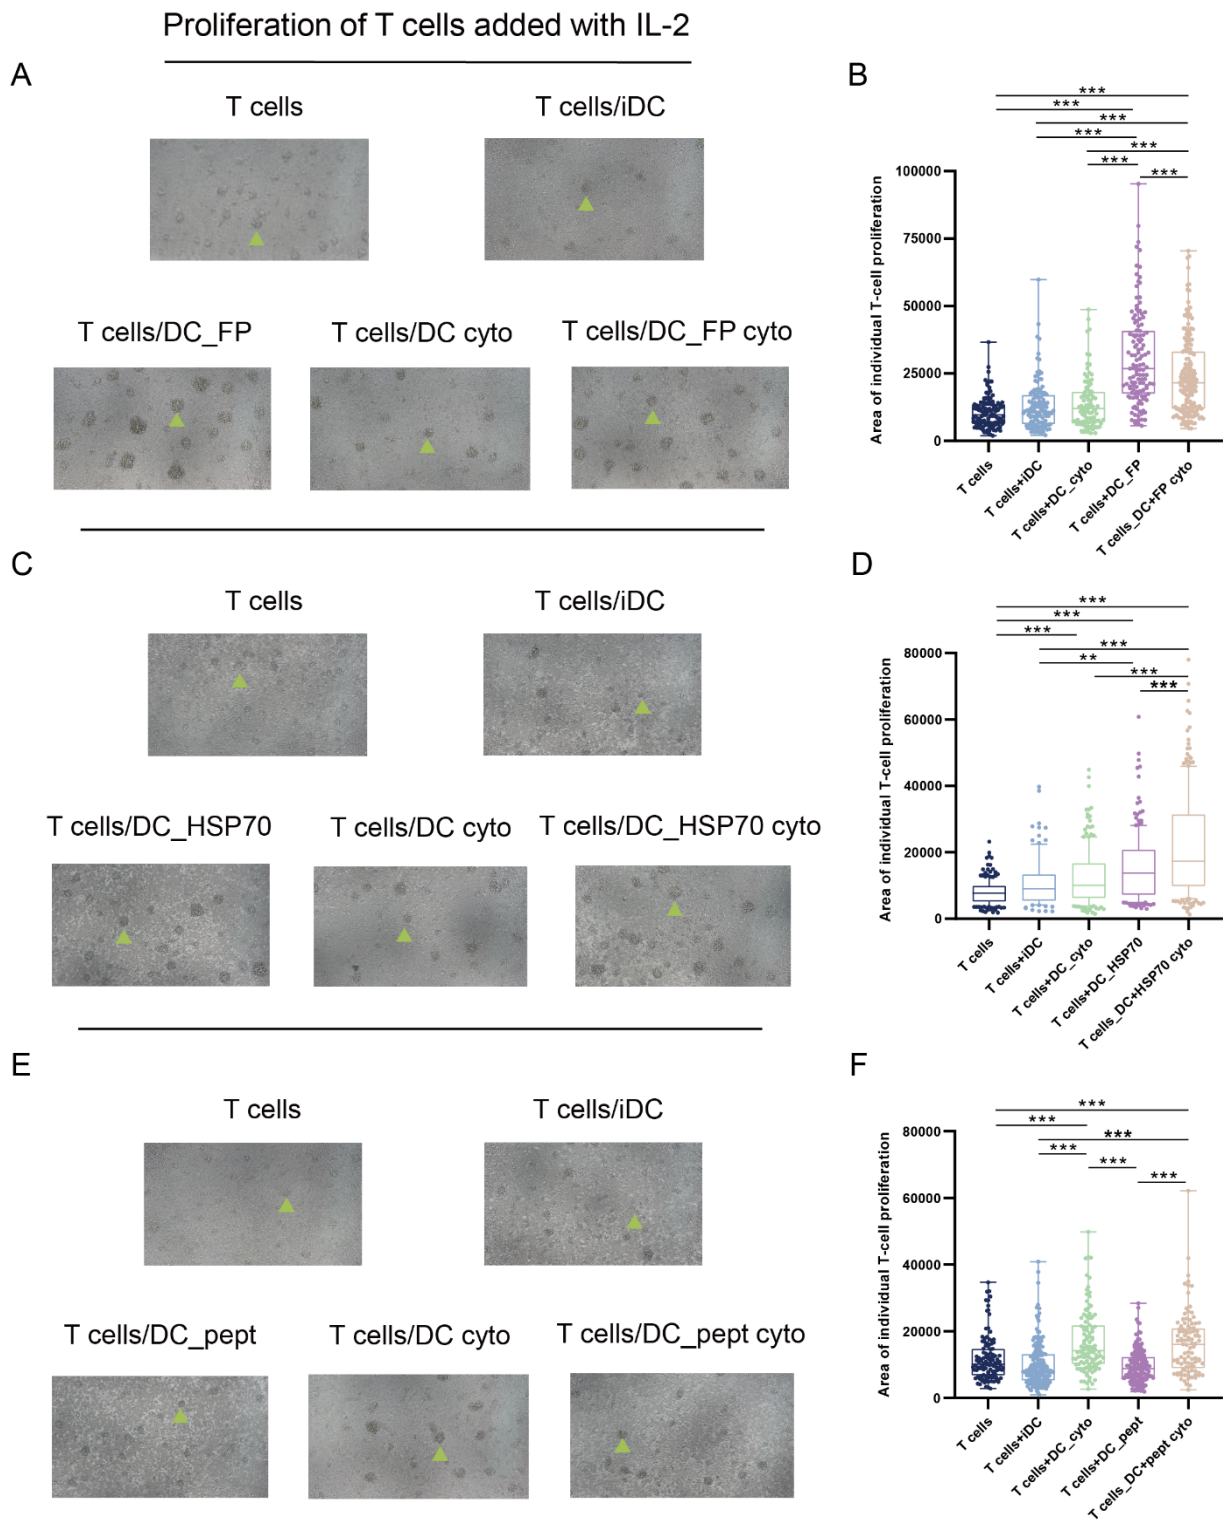 Proliferation of T cells added with IL-2
A
T cells
T cells/iDC
T cells/DC_FP
T cells/DC cyto
T cells/DC_FP cyto
B
***
***
***
***
***
***
***
Area of individual T-cell proliferation
100000
75000
50000
25000
0
T cells
T cells+iDC
T cells+DC_cyto
T cells+DC_FP
T cells_DC+FP cyto
C
T cells
T cells/iDC
T cells/DC_HSP70
T cells/DC cyto
T cells/DC_HSP70 cyto
D
***
***
***
***
**
***
***
Area of individual T-cell proliferation
80000
60000
40000
20000
0
T cells
T cells+iDC
T cells+DC_cyto
T cells+DC_HSP70
T cells_DC+HSP70 cyto
E
T cells
T cells/iDC
T cells/DC_pept
T cells/DC cyto
T cells/DC_pept cyto
F
***
***
***
***
***
***
Area of individual T-cell proliferation
80000
60000
40000
20000
0
T cells
T cells+iDC
T cells+DC_cyto
T cells+DC_pept
T cells_DC+pept cyto